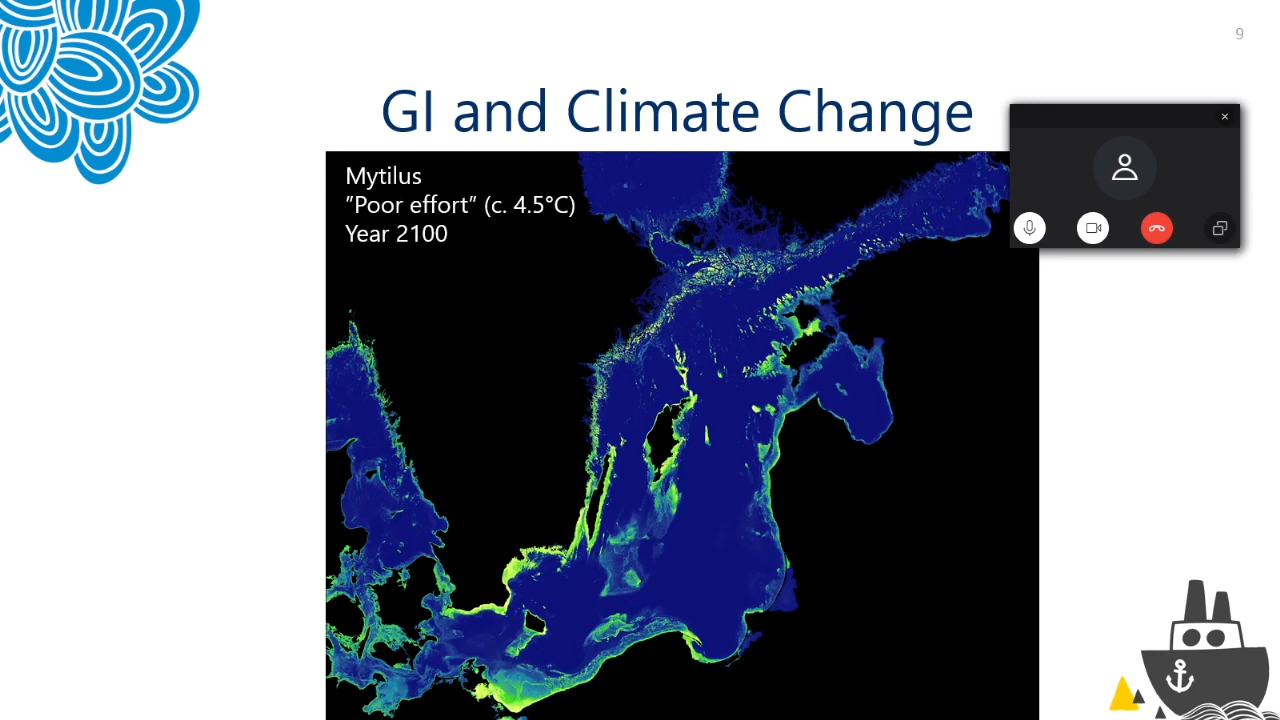 9
GI and Climate Change
Mytilus
"Poor effort" (c. 4.5°C)
Year 2100